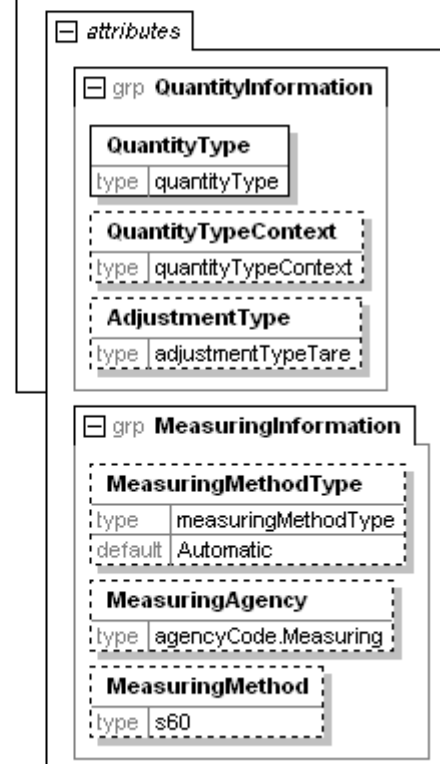 attributes
grp QuantityInformation
QuantityType
type quantityType
QuantityTypeContext
type quantityTypeContext
AdjustmentType
type adjustmentTypeTare
grp MeasuringInformation
MeasuringMethodType
type measuringMethodType
default Automatic
MeasuringAgency
type agencyCode.Measuring
MeasuringMethod
type s60